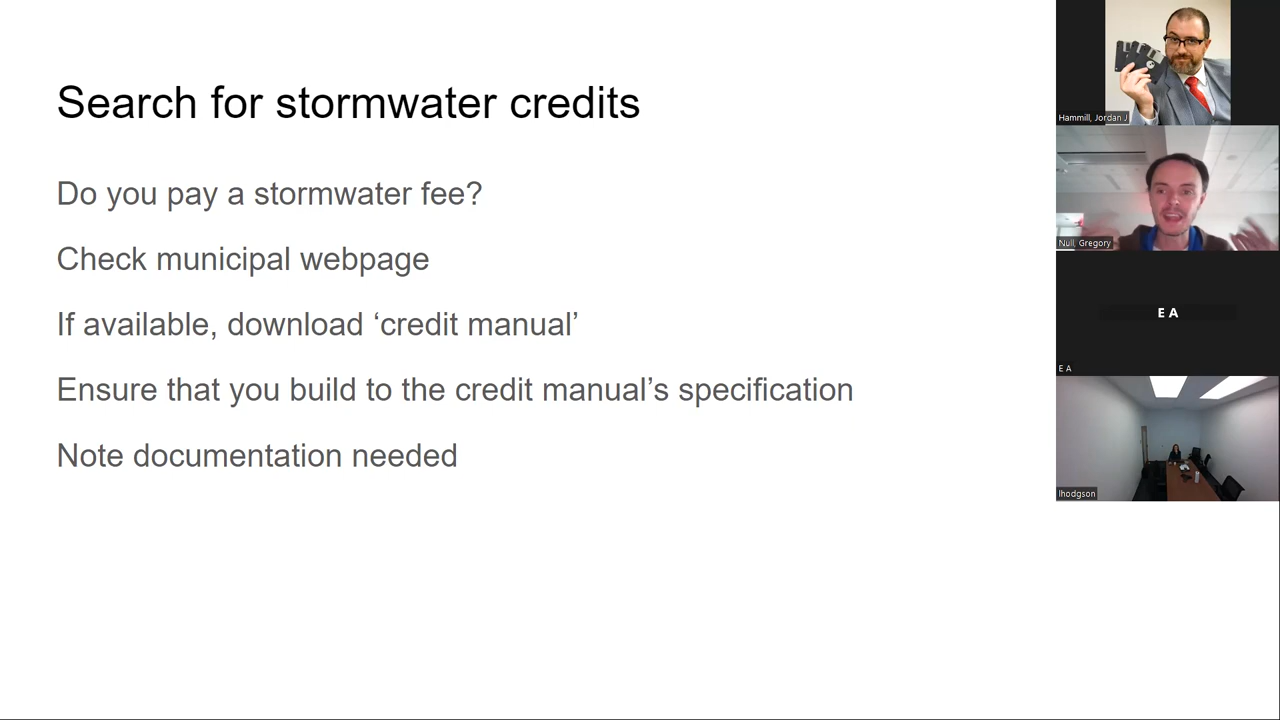 Search for stormwater credits
Do you pay a stormwater fee?
Check municipal webpage
If available, download ‘credit manual’
Ensure that you build to the credit manual’s specification
Note documentation needed
Hammill, Jordan J
Null, Gregory
E A
E A
lhodgson